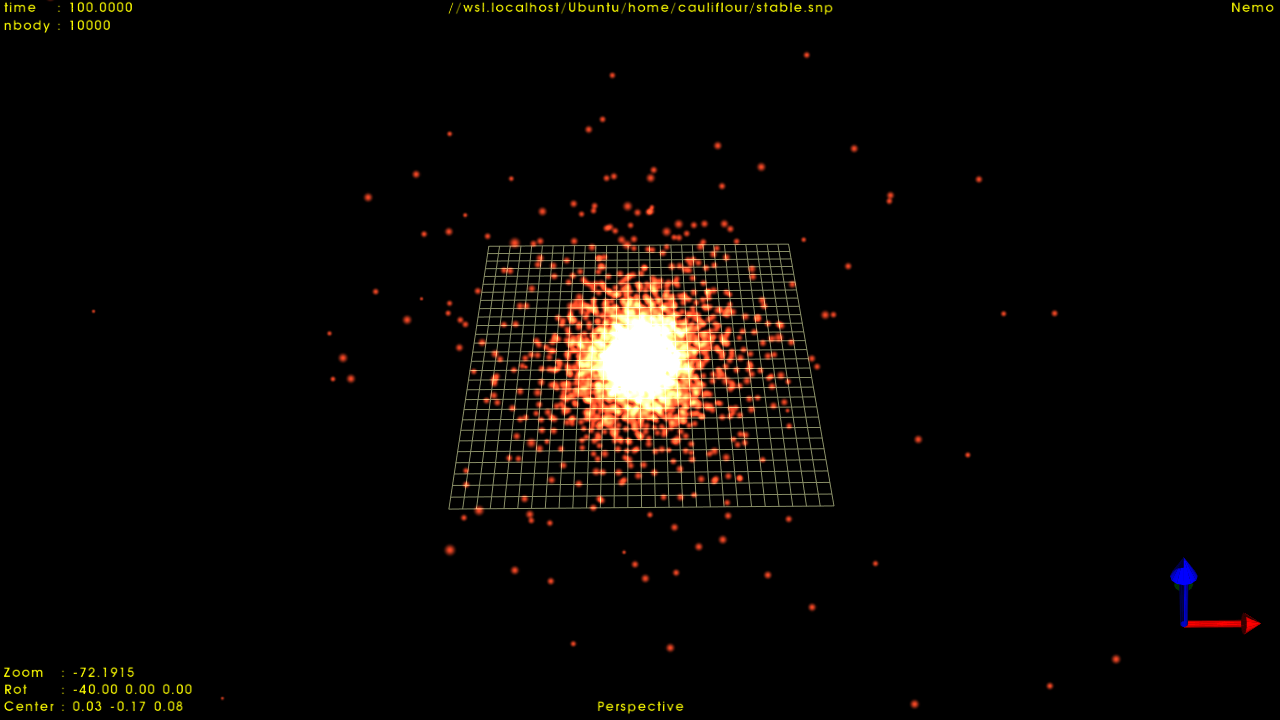 time : 100.0000
nbody : 10000
//wsl.localhost/Ubuntu/home/cauliflour/stable.snp
Nemo
Zoom : -72.1915
Rot : -40.00 0.00 0.00
Center : 0.03 -0.17 0.08
Perspective